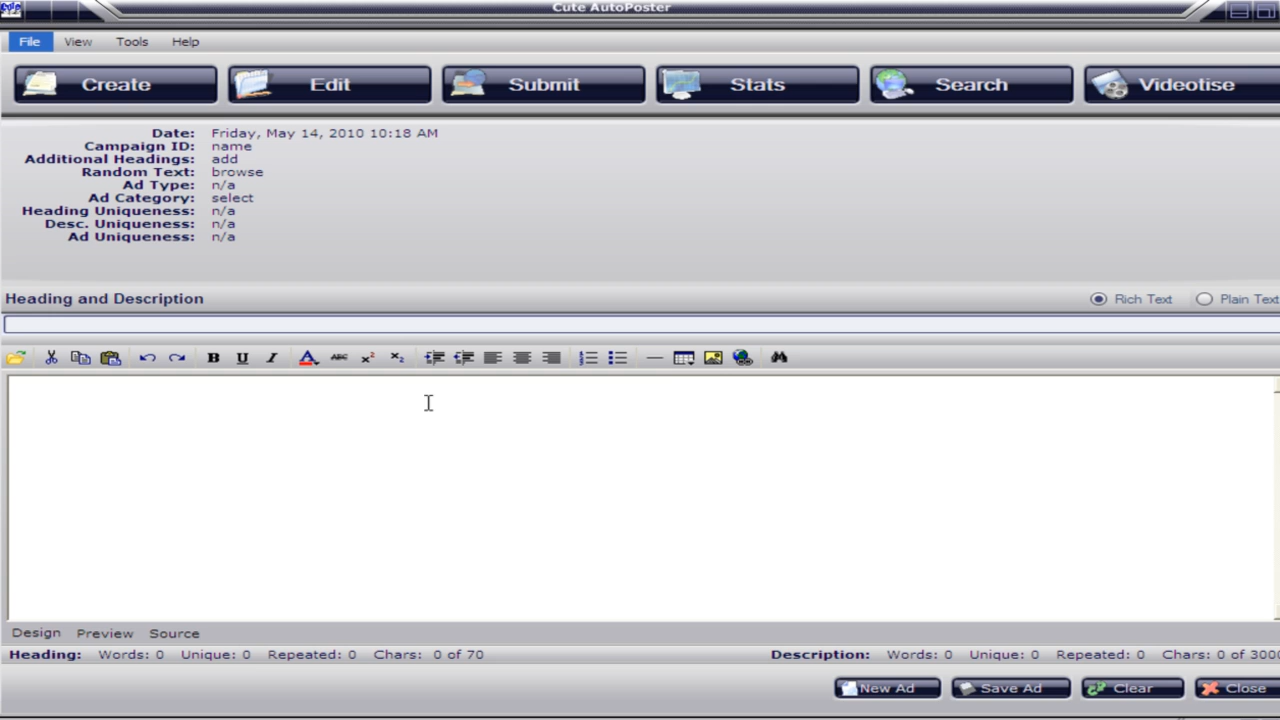 Cute AutoPoster
File View Tools Help
Create Edit Submit Stats Search Videotise
Date: Friday, May 14, 2010 10:18 AM
Campaign ID: name
Additional Headings: add
Random Text: browse
Ad Type: n/a
Ad Category: select
Heading Uniqueness: n/a
Desc. Uniqueness: n/a
Ad Uniqueness: n/a
Heading and Description Rich Text Plain Text
B U I A ABC x² x₂
Design Preview Source
Heading: Words: 0 Unique: 0 Repeated: 0 Chars: 0 of 70 Description: Words: 0 Unique: 0 Repeated: 0 Chars: 0 of 3000
New Ad Save Ad Clear Close